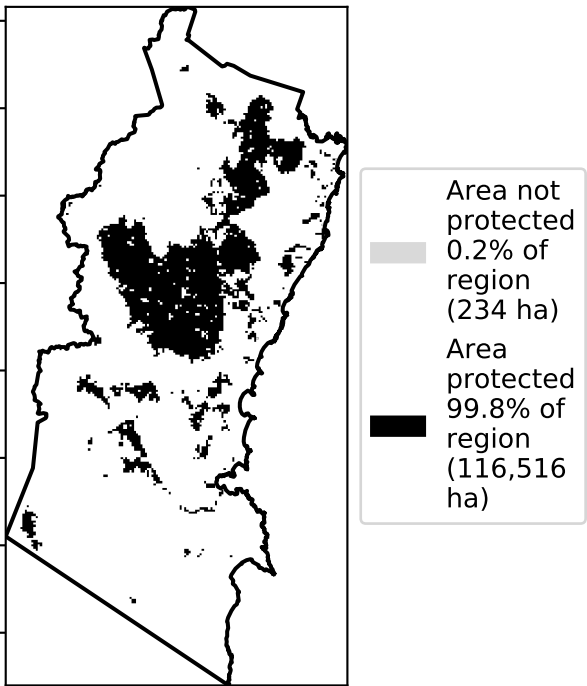 Area not
protected
0.2% of
region
(234 ha)
Area
protected
99.8% of
region
(116,516
ha)